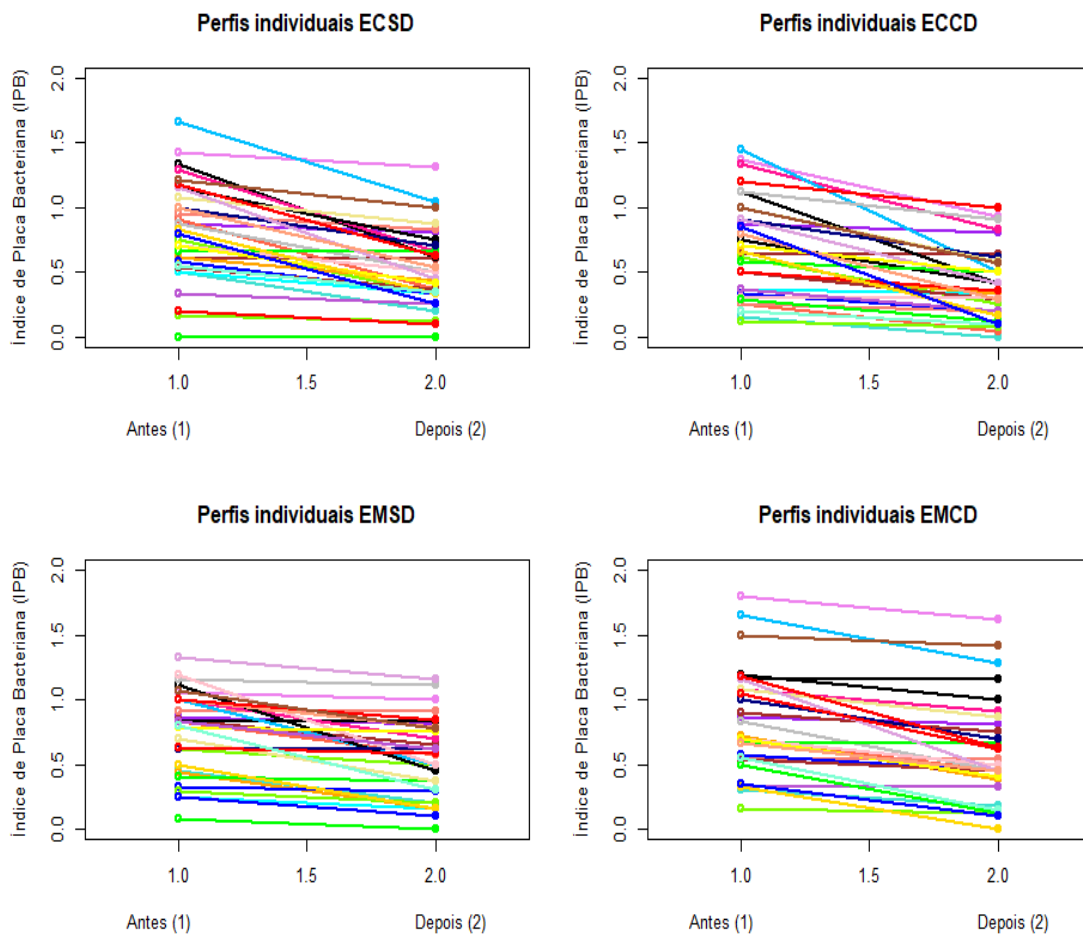 Perfis individuais ECSD
Índice de Placa Bacteriana (IPB)
2.0
1.5
1.0
0.5
0.0
1.0 1.5 2.0
Antes (1) Depois (2)
Perfis individuais ECCD
Índice de Placa Bacteriana (IPB)
2.0
1.5
1.0
0.5
0.0
1.0 1.5 2.0
Antes (1) Depois (2)
Perfis individuais EMSD
Índice de Placa Bacteriana (IPB)
2.0
1.5
1.0
0.5
0.0
1.0 1.5 2.0
Antes (1) Depois (2)
Perfis individuais EMCD
Índice de Placa Bacteriana (IPB)
2.0
1.5
1.0
0.5
0.0
1.0 1.5 2.0
Antes (1) Depois (2)